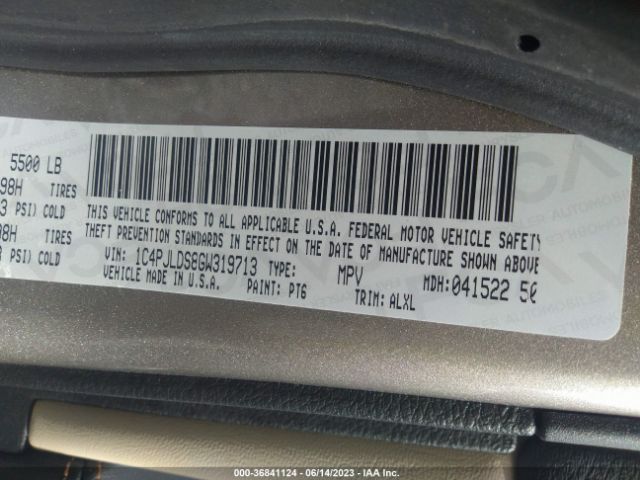 5500 LB
98H TIRES
3 PSI) COLD
98H TIRES
PSI) COLD
THIS VEHICLE CONFORMS TO ALL APPLICABLE U.S.A. FEDERAL MOTOR VEHICLE SAFETY
THEFT PREVENTION STANDARDS IN EFFECT ON THE DATE OF MANUFACTURE SHOWN ABOVE
VIN: 1C4PJLDS8GW319713 TYPE: MPV MDH:041522 50
VEHICLE MADE IN U.S.A. PAINT: PT6 TRIM: ALXL
000-36841124 - 06/14/2023 - IAA Inc.